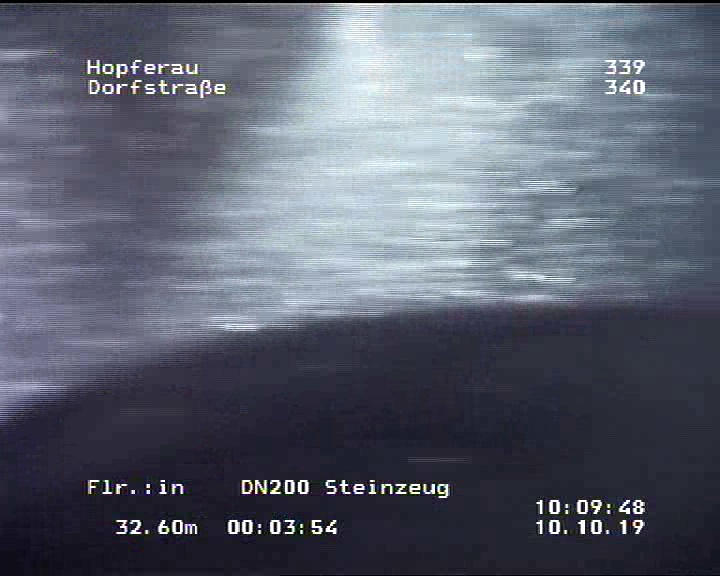 Hopferau 339
Dorfstraße 340
Flr.:in DN200 Steinzeug
10:09:48
32.60m 00:03:54 10.10.19